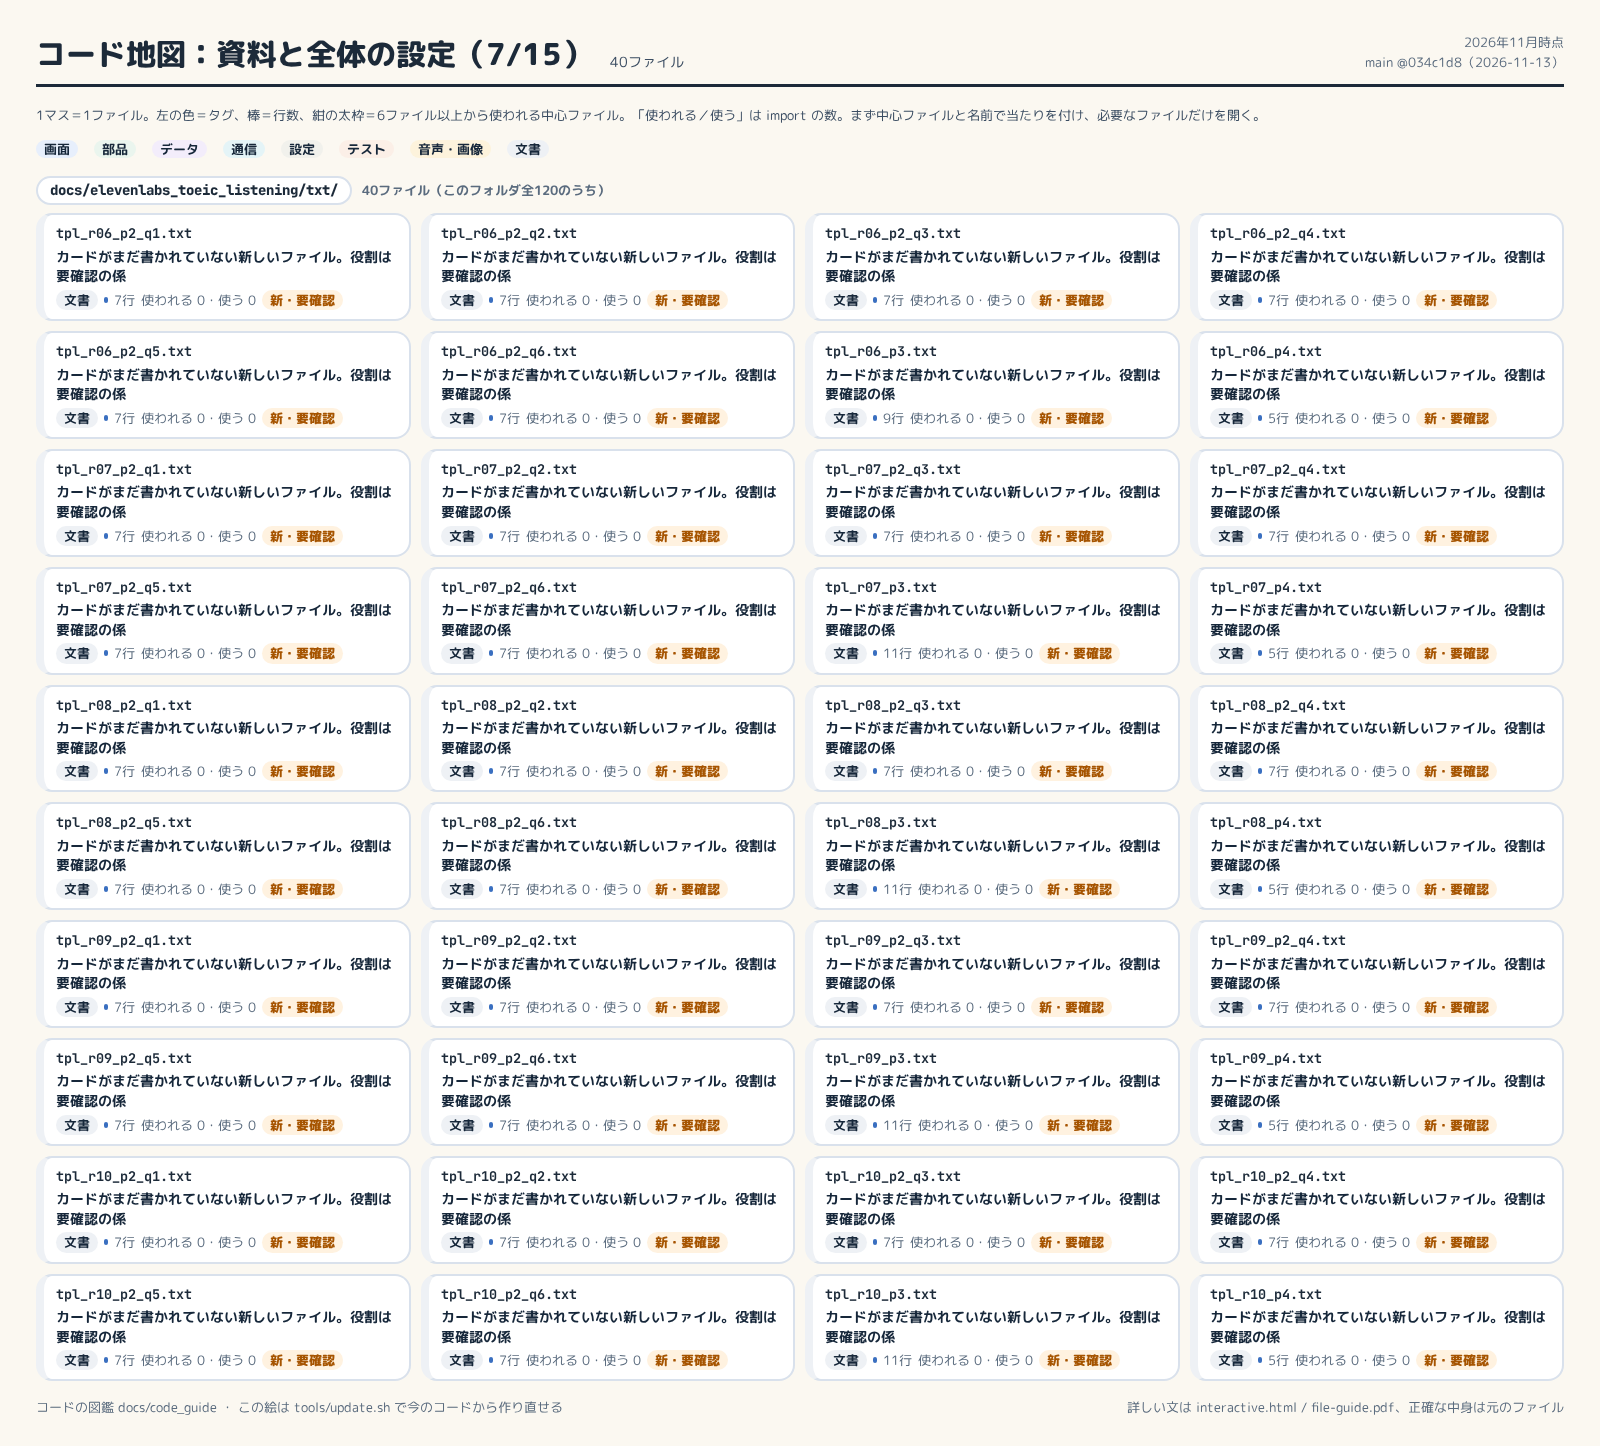 コード地図：資料と全体の設定（7/15） 40ファイル
2026年11月時点
main @034c1d8（2026-11-13）
1マス＝1ファイル。左の色＝タグ、棒＝行数、紺の太枠＝6ファイル以上から使われる中心ファイル。「使われる／使う」は import の数。まず中心ファイルと名前で当たりを付け、必要なファイルだけを開く。
画面 部品 データ 通信 設定 テスト 音声・画像 文書
docs/elevenlabs_toeic_listening/txt/ 40ファイル（このフォルダ全120のうち）
tpl_r06_p2_q1.txt
カードがまだ書かれていない新しいファイル。役割は
要確認の係
文書 7行 使われる 0 · 使う 0 新・要確認
tpl_r06_p2_q2.txt
カードがまだ書かれていない新しいファイル。役割は
要確認の係
文書 7行 使われる 0 · 使う 0 新・要確認
tpl_r06_p2_q3.txt
カードがまだ書かれていない新しいファイル。役割は
要確認の係
文書 7行 使われる 0 · 使う 0 新・要確認
tpl_r06_p2_q4.txt
カードがまだ書かれていない新しいファイル。役割は
要確認の係
文書 7行 使われる 0 · 使う 0 新・要確認
tpl_r06_p2_q5.txt
カードがまだ書かれていない新しいファイル。役割は
要確認の係
文書 7行 使われる 0 · 使う 0 新・要確認
tpl_r06_p2_q6.txt
カードがまだ書かれていない新しいファイル。役割は
要確認の係
文書 7行 使われる 0 · 使う 0 新・要確認
tpl_r06_p3.txt
カードがまだ書かれていない新しいファイル。役割は
要確認の係
文書 9行 使われる 0 · 使う 0 新・要確認
tpl_r06_p4.txt
カードがまだ書かれていない新しいファイル。役割は
要確認の係
文書 5行 使われる 0 · 使う 0 新・要確認
tpl_r07_p2_q1.txt
カードがまだ書かれていない新しいファイル。役割は
要確認の係
文書 7行 使われる 0 · 使う 0 新・要確認
tpl_r07_p2_q2.txt
カードがまだ書かれていない新しいファイル。役割は
要確認の係
文書 7行 使われる 0 · 使う 0 新・要確認
tpl_r07_p2_q3.txt
カードがまだ書かれていない新しいファイル。役割は
要確認の係
文書 7行 使われる 0 · 使う 0 新・要確認
tpl_r07_p2_q4.txt
カードがまだ書かれていない新しいファイル。役割は
要確認の係
文書 7行 使われる 0 · 使う 0 新・要確認
tpl_r07_p2_q5.txt
カードがまだ書かれていない新しいファイル。役割は
要確認の係
文書 7行 使われる 0 · 使う 0 新・要確認
tpl_r07_p2_q6.txt
カードがまだ書かれていない新しいファイル。役割は
要確認の係
文書 7行 使われる 0 · 使う 0 新・要確認
tpl_r07_p3.txt
カードがまだ書かれていない新しいファイル。役割は
要確認の係
文書 11行 使われる 0 · 使う 0 新・要確認
tpl_r07_p4.txt
カードがまだ書かれていない新しいファイル。役割は
要確認の係
文書 5行 使われる 0 · 使う 0 新・要確認
tpl_r08_p2_q1.txt
カードがまだ書かれていない新しいファイル。役割は
要確認の係
文書 7行 使われる 0 · 使う 0 新・要確認
tpl_r08_p2_q2.txt
カードがまだ書かれていない新しいファイル。役割は
要確認の係
文書 7行 使われる 0 · 使う 0 新・要確認
tpl_r08_p2_q3.txt
カードがまだ書かれていない新しいファイル。役割は
要確認の係
文書 7行 使われる 0 · 使う 0 新・要確認
tpl_r08_p2_q4.txt
カードがまだ書かれていない新しいファイル。役割は
要確認の係
文書 7行 使われる 0 · 使う 0 新・要確認
tpl_r08_p2_q5.txt
カードがまだ書かれていない新しいファイル。役割は
要確認の係
文書 7行 使われる 0 · 使う 0 新・要確認
tpl_r08_p2_q6.txt
カードがまだ書かれていない新しいファイル。役割は
要確認の係
文書 7行 使われる 0 · 使う 0 新・要確認
tpl_r08_p3.txt
カードがまだ書かれていない新しいファイル。役割は
要確認の係
文書 11行 使われる 0 · 使う 0 新・要確認
tpl_r08_p4.txt
カードがまだ書かれていない新しいファイル。役割は
要確認の係
文書 5行 使われる 0 · 使う 0 新・要確認
tpl_r09_p2_q1.txt
カードがまだ書かれていない新しいファイル。役割は
要確認の係
文書 7行 使われる 0 · 使う 0 新・要確認
tpl_r09_p2_q2.txt
カードがまだ書かれていない新しいファイル。役割は
要確認の係
文書 7行 使われる 0 · 使う 0 新・要確認
tpl_r09_p2_q3.txt
カードがまだ書かれていない新しいファイル。役割は
要確認の係
文書 7行 使われる 0 · 使う 0 新・要確認
tpl_r09_p2_q4.txt
カードがまだ書かれていない新しいファイル。役割は
要確認の係
文書 7行 使われる 0 · 使う 0 新・要確認
tpl_r09_p2_q5.txt
カードがまだ書かれていない新しいファイル。役割は
要確認の係
文書 7行 使われる 0 · 使う 0 新・要確認
tpl_r09_p2_q6.txt
カードがまだ書かれていない新しいファイル。役割は
要確認の係
文書 7行 使われる 0 · 使う 0 新・要確認
tpl_r09_p3.txt
カードがまだ書かれていない新しいファイル。役割は
要確認の係
文書 11行 使われる 0 · 使う 0 新・要確認
tpl_r09_p4.txt
カードがまだ書かれていない新しいファイル。役割は
要確認の係
文書 5行 使われる 0 · 使う 0 新・要確認
tpl_r10_p2_q1.txt
カードがまだ書かれていない新しいファイル。役割は
要確認の係
文書 7行 使われる 0 · 使う 0 新・要確認
tpl_r10_p2_q2.txt
カードがまだ書かれていない新しいファイル。役割は
要確認の係
文書 7行 使われる 0 · 使う 0 新・要確認
tpl_r10_p2_q3.txt
カードがまだ書かれていない新しいファイル。役割は
要確認の係
文書 7行 使われる 0 · 使う 0 新・要確認
tpl_r10_p2_q4.txt
カードがまだ書かれていない新しいファイル。役割は
要確認の係
文書 7行 使われる 0 · 使う 0 新・要確認
tpl_r10_p2_q5.txt
カードがまだ書かれていない新しいファイル。役割は
要確認の係
文書 7行 使われる 0 · 使う 0 新・要確認
tpl_r10_p2_q6.txt
カードがまだ書かれていない新しいファイル。役割は
要確認の係
文書 7行 使われる 0 · 使う 0 新・要確認
tpl_r10_p3.txt
カードがまだ書かれていない新しいファイル。役割は
要確認の係
文書 11行 使われる 0 · 使う 0 新・要確認
tpl_r10_p4.txt
カードがまだ書かれていない新しいファイル。役割は
要確認の係
文書 5行 使われる 0 · 使う 0 新・要確認
コードの図鑑 docs/code_guide · この絵は tools/update.sh で今のコードから作り直せる
詳しい文は interactive.html / file-guide.pdf、正確な中身は元のファイル